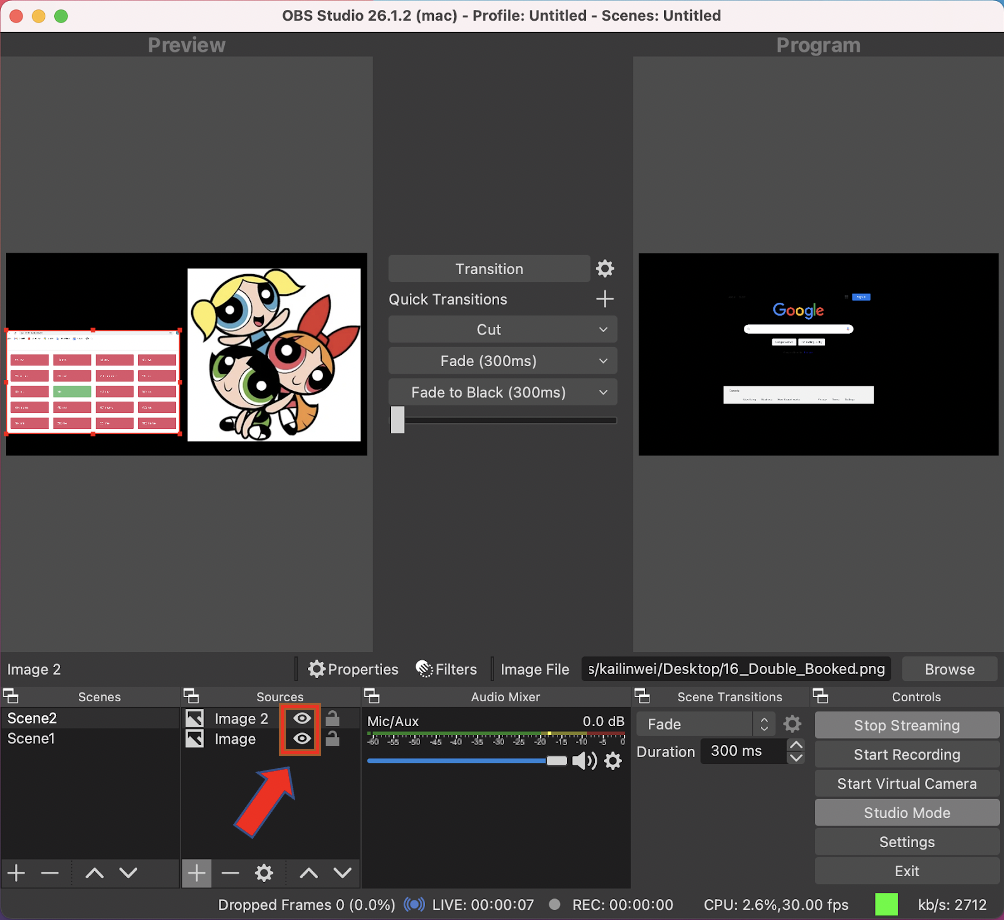 OBS Studio 26.1.2 (mac) - Profile: Untitled - Scenes: Untitled
Preview
Program
Transition
Quick Transitions
Cut
Fade (300ms)
Fade to Black (300ms)
Google
Image 2
Properties
Filters
Image File
s/kailinwei/Desktop/16_Double_Booked.png
Browse
Scenes
Sources
Audio Mixer
Scene Transitions
Controls
Scene2
Scene1
Image 2
Image
Mic/Aux
0.0 dB
-60 -55 -50 -45 -40 -35 -30 -25 -20 -15 -10 -5 0
Fade
Duration
300 ms
Stop Streaming
Start Recording
Start Virtual Camera
Studio Mode
Settings
Exit
Dropped Frames 0 (0.0%)
LIVE: 00:00:07
REC: 00:00:00
CPU: 2.6%,30.00 fps
kb/s: 2712